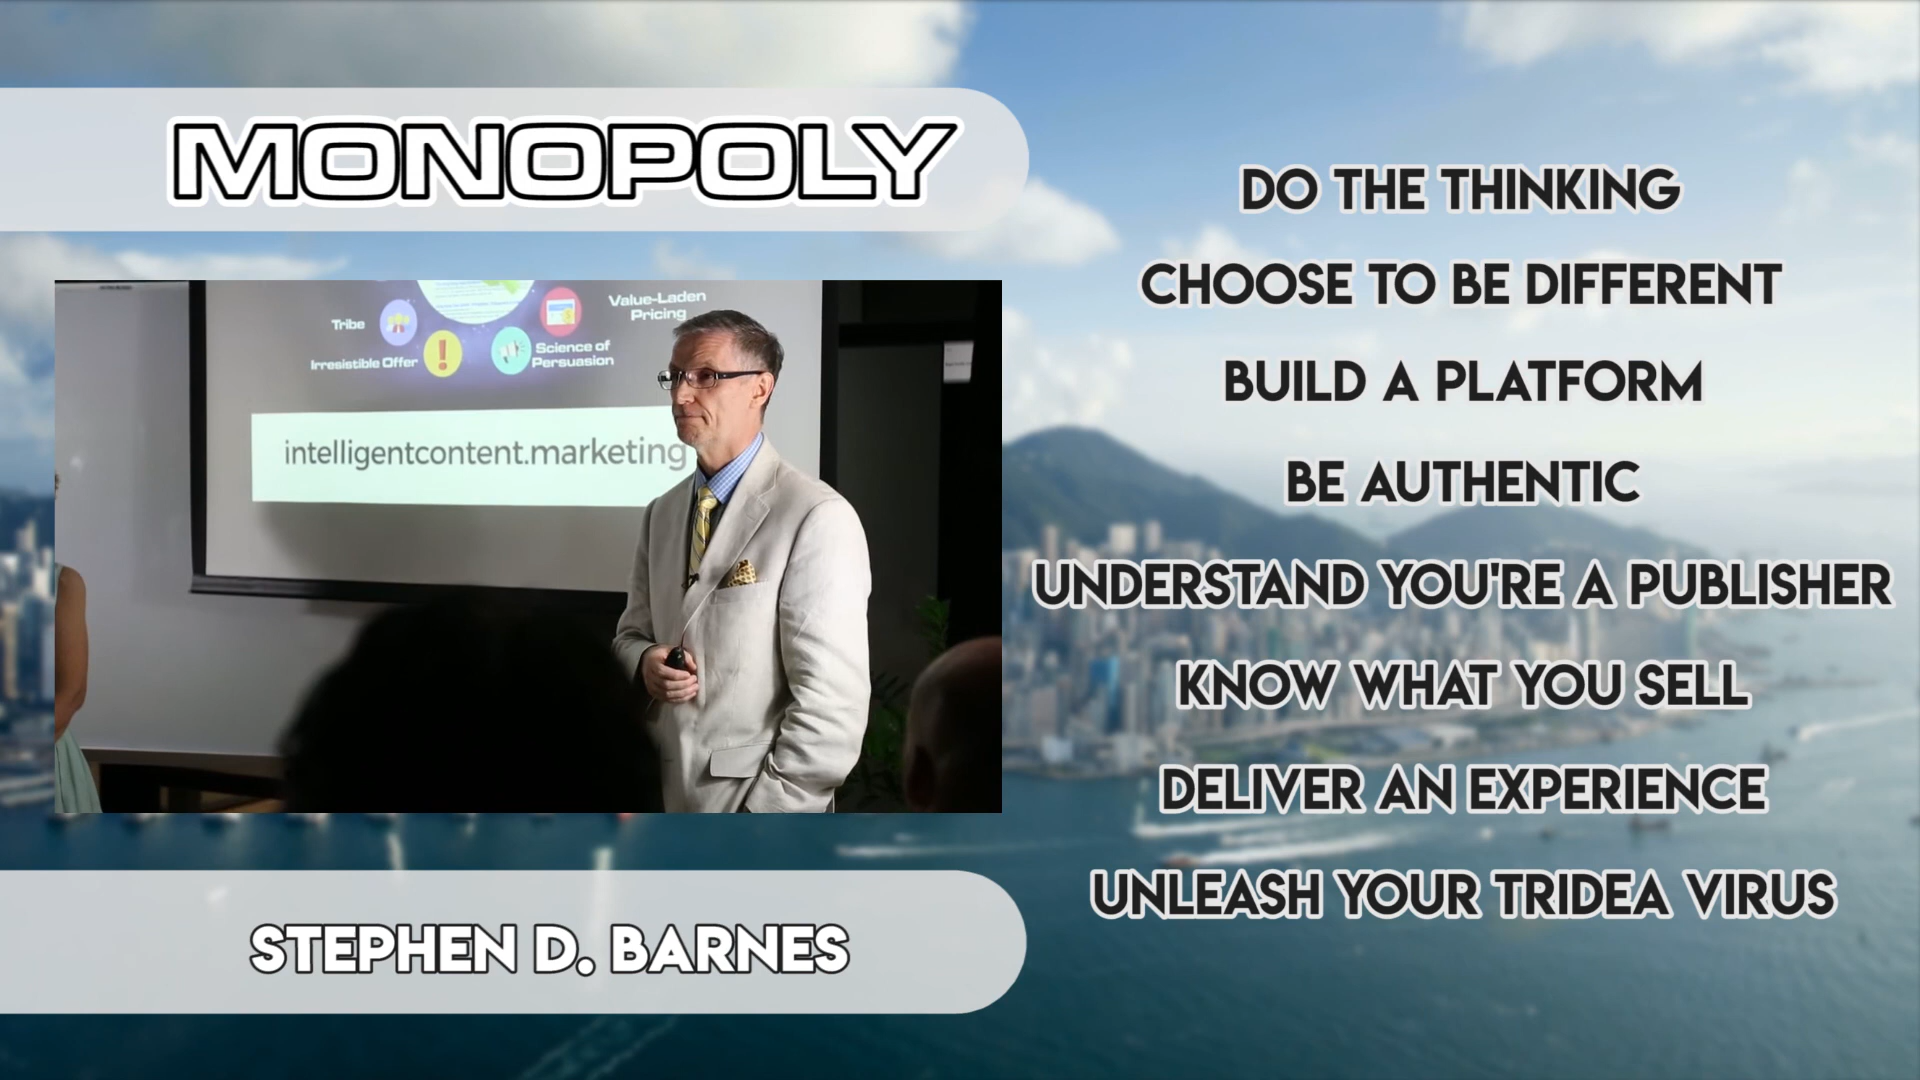 MONOPOLY
DO THE THINKING
CHOOSE TO BE DIFFERENT
BUILD A PLATFORM
BE AUTHENTIC
UNDERSTAND YOU'RE A PUBLISHER
KNOW WHAT YOU SELL
DELIVER AN EXPERIENCE
UNLEASH YOUR TRIDEA VIRUS
Value-Laden
Pricing
Tribe
Science of
Persuasion
Irresistible Offer
intelligentcontent.marketing
STEPHEN D. BARNES